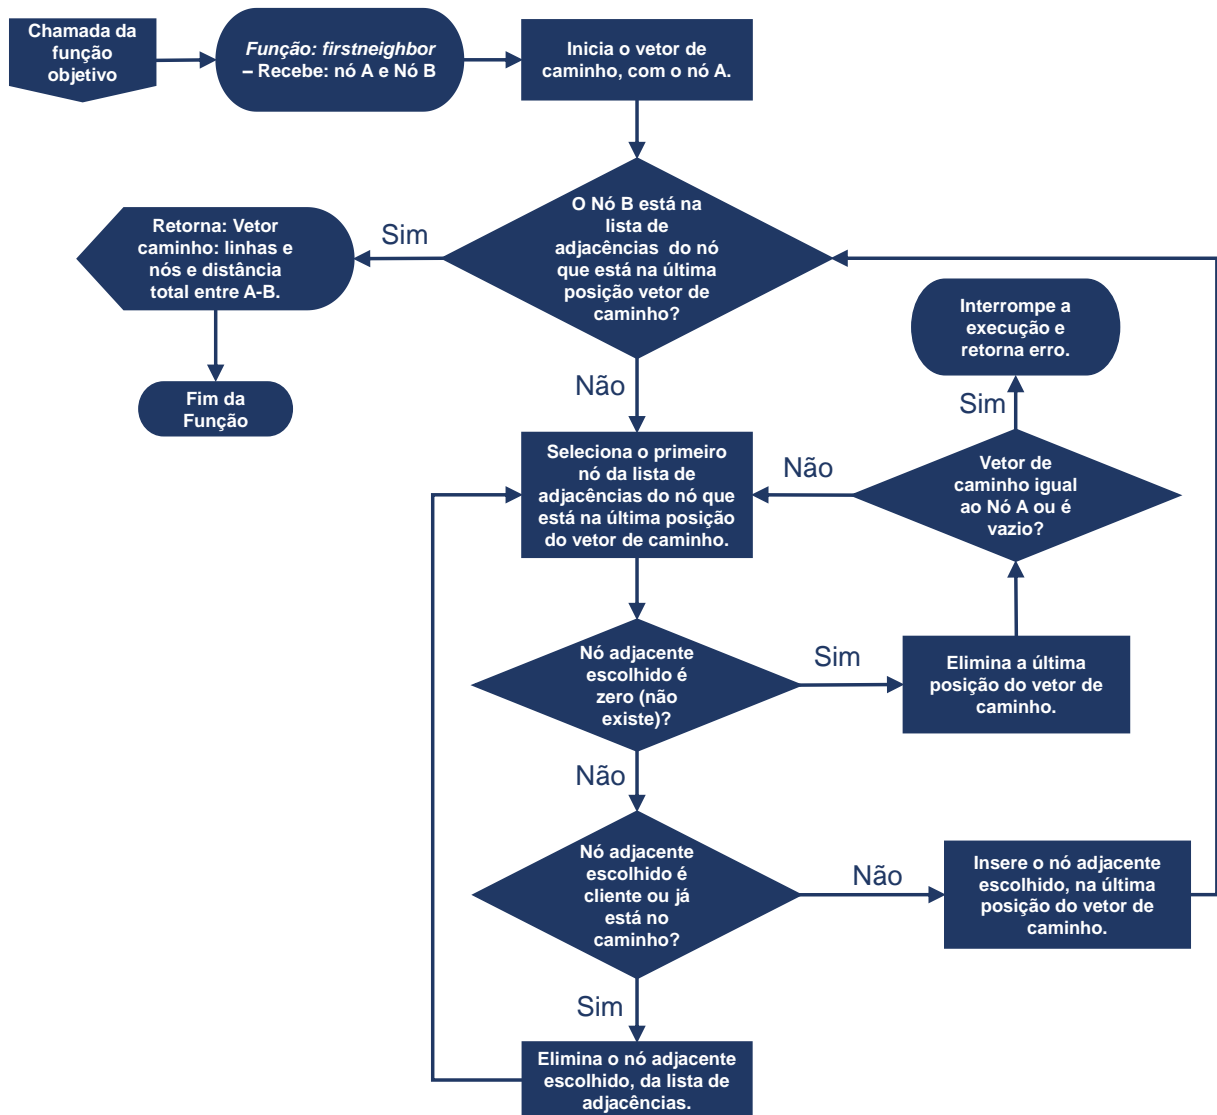 Chamada da
função
objetivo
Função: firstneighbor
– Recebe: nó A e Nó B
Inicia o vetor de
caminho, com o nó A.
O Nó B está na
lista de
adjacências do nó
que está na última
posição vetor de
caminho?
Sim
Retorna: Vetor
caminho: linhas e
nós e distância
total entre A-B.
Fim da
Função
Interrompe a
execução e
retorna erro.
Não
Sim
Seleciona o primeiro
nó da lista de
adjacências do nó que
está na última posição
do vetor de caminho.
Não
Vetor de
caminho igual
ao Nó A ou é
vazio?
Nó adjacente
escolhido é
zero (não
existe)?
Sim
Elimina a última
posição do vetor de
caminho.
Não
Nó adjacente
escolhido é
cliente ou já
está no
caminho?
Não
Insere o nó adjacente
escolhido, na última
posição do vetor de
caminho.
Sim
Elimina o nó adjacente
escolhido, da lista de
adjacências.